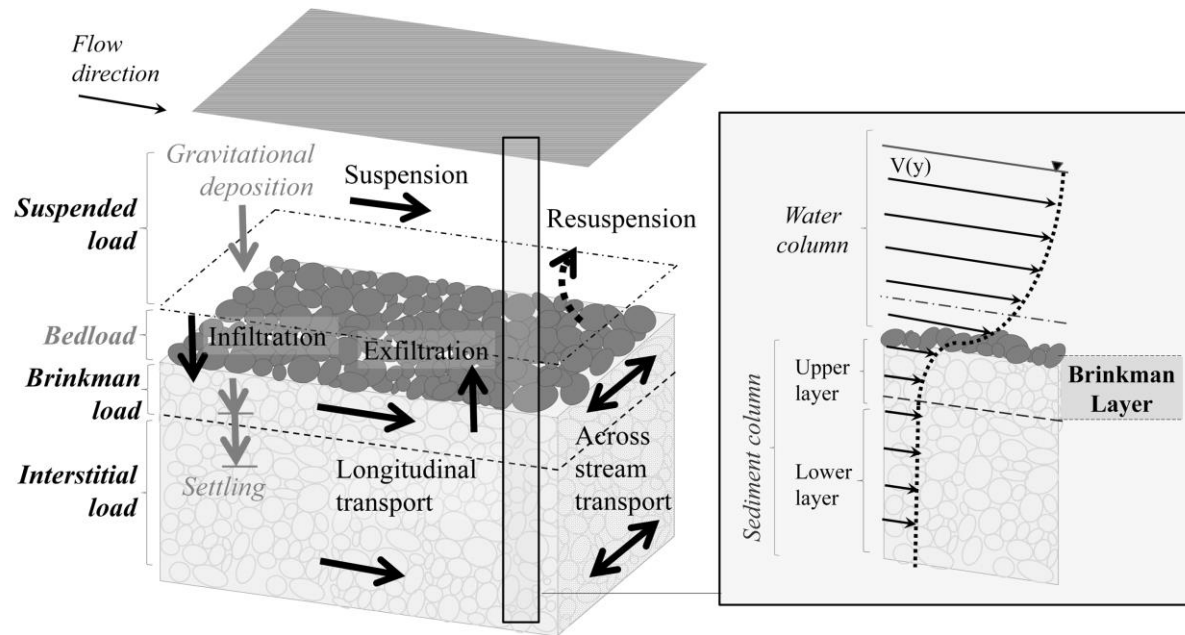 Flow
direction
Gravitational
deposition
Suspension
Suspended
load
Resuspension
Bedload
Infiltration
Exfiltration
Brinkman
load
Interstitial
load
Settling
Longitudinal
transport
Across
stream
transport
V(y)
Water
column
Sediment column
Upper
layer
Brinkman
Layer
Lower
layer